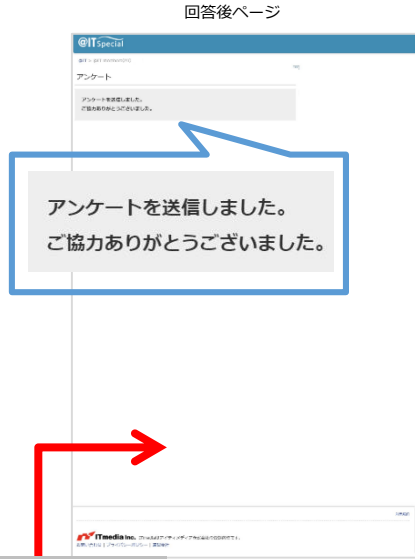 回答後ページ
@ITSpecial
アンケート
アンケートを送信しました。
ご協力ありがとうございました。
アンケートを送信しました。
ご協力ありがとうございました。
ITmedia Inc.